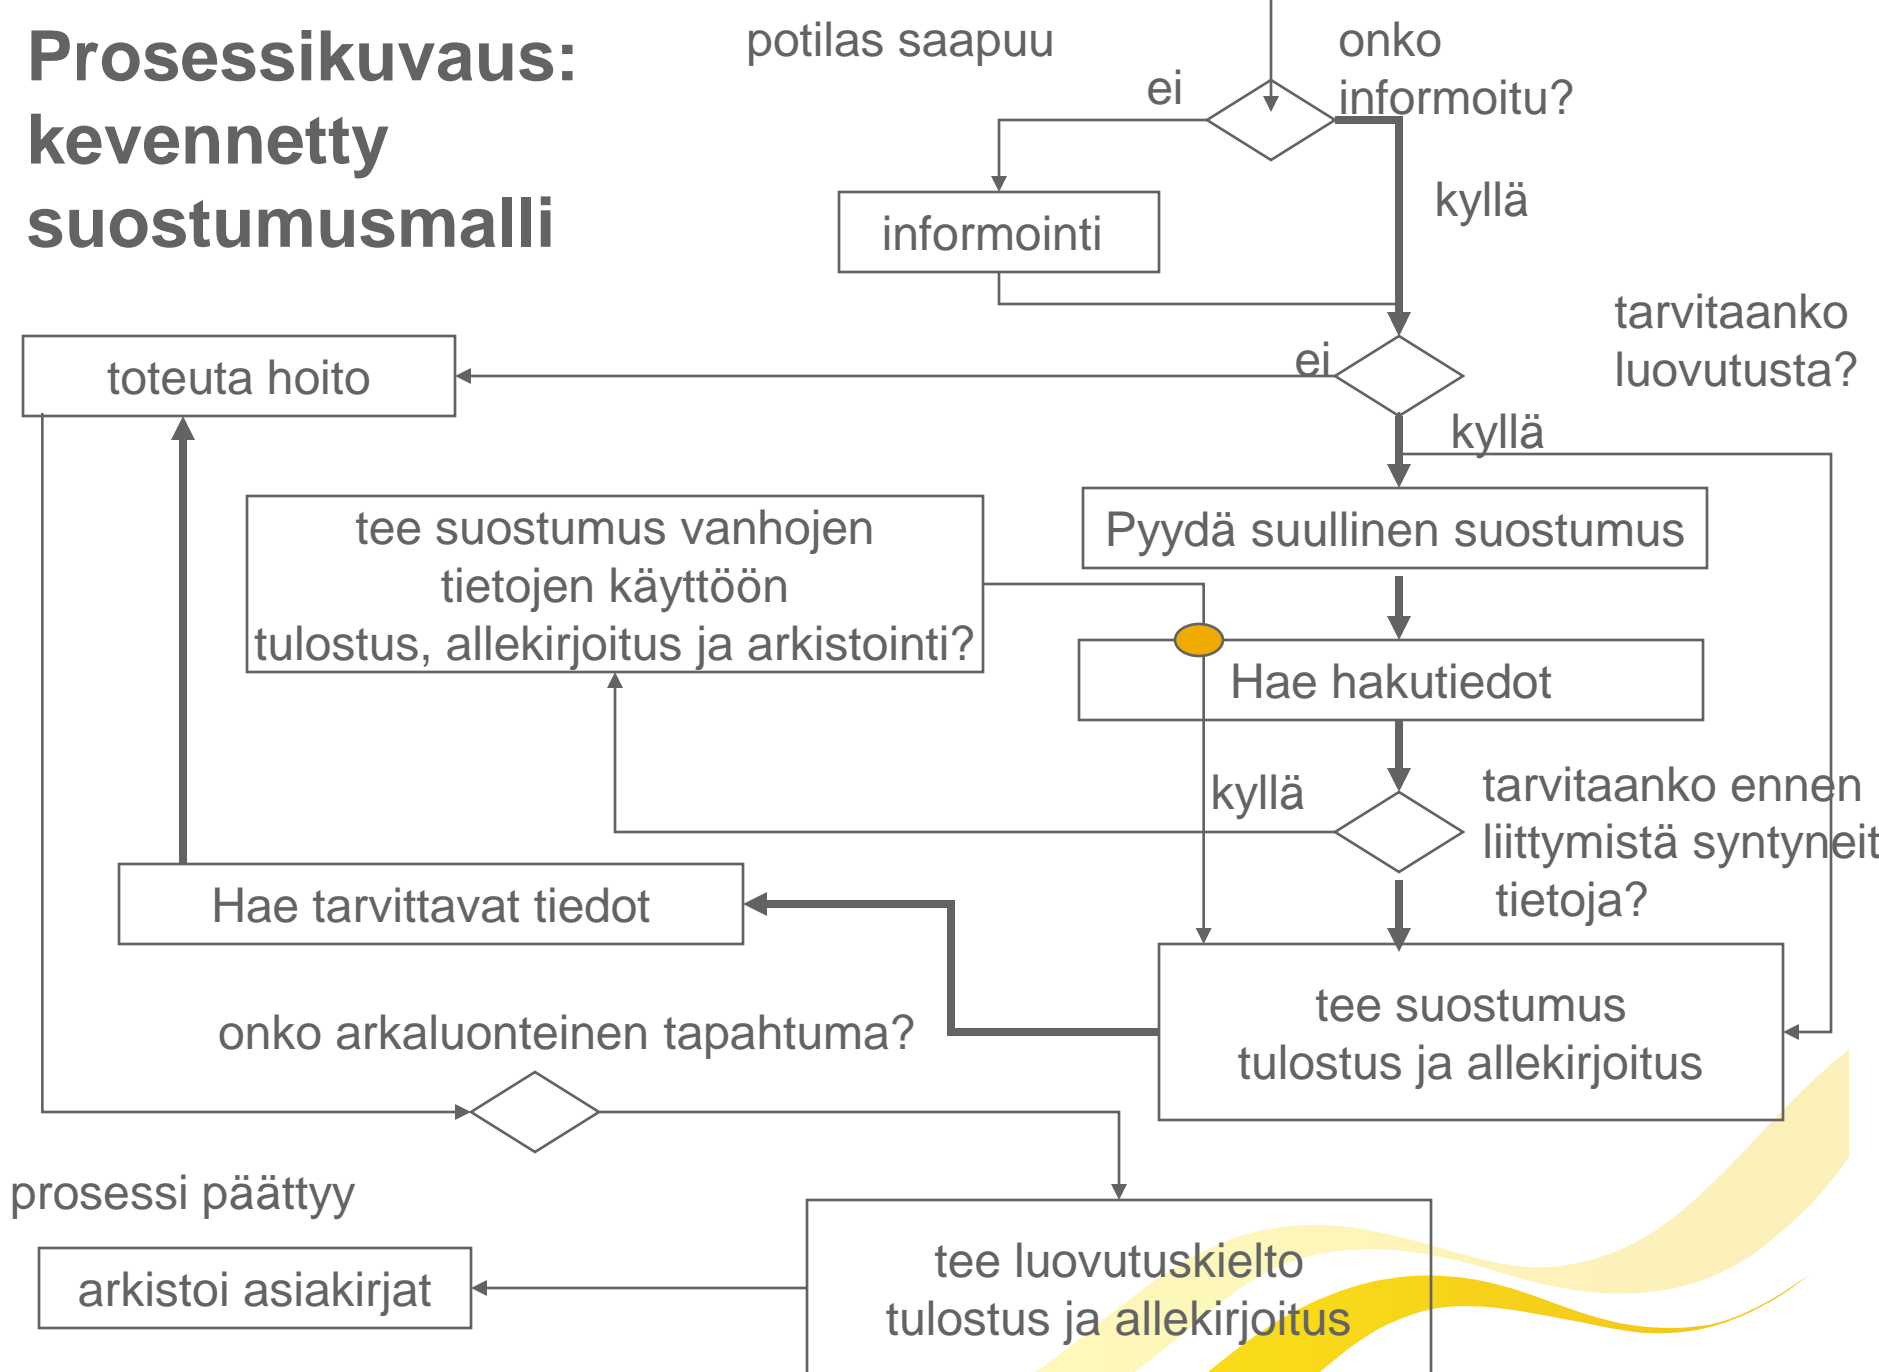 Prosessikuvaus:
kevennetty
suostumusmalli
potilas saapuu
onko
informoitu?
ei
kyllä
informointi
tarvitaanko
luovutusta?
ei
toteuta hoito
kyllä
tee suostumus vanhojen
tietojen käyttöön
tulostus, allekirjoitus ja arkistointi?
Pyydä suullinen suostumus
Hae hakutiedot
kyllä
tarvitaanko ennen
liittymistä syntyneit
tietoja?
Hae tarvittavat tiedot
tee suostumus
tulostus ja allekirjoitus
onko arkaluonteinen tapahtuma?
prosessi päättyy
arkistoi asiakirjat
tee luovutuskielto
tulostus ja allekirjoitus